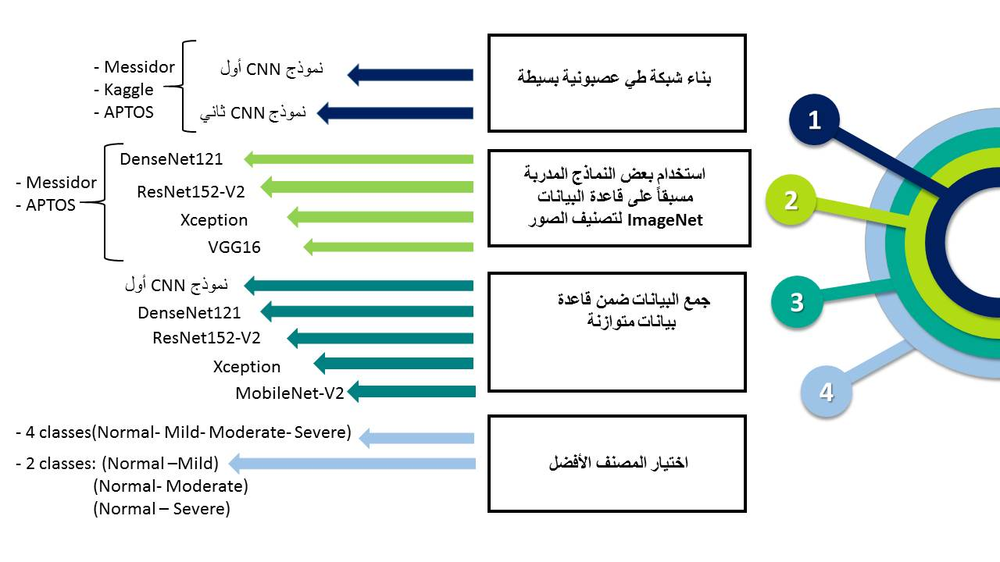 1
بناء شبكة طي عصبونية بسيطة
نموذج CNN أول
نموذج CNN ثاني
- Messidor
- Kaggle
- APTOS
2
استخدام بعض النماذج المدربة
مسبقاً على قاعدة البيانات
ImageNet لتصنيف الصور
DenseNet121
ResNet152-V2
Xception
VGG16
- Messidor
- APTOS
3
جمع البيانات ضمن قاعدة
بيانات متوازنة
نموذج CNN أول
DenseNet121
ResNet152-V2
Xception
MobileNet-V2
4
اختيار المصنف الأفضل
- 4 classes(Normal- Mild- Moderate- Severe)
- 2 classes: (Normal –Mild)
(Normal- Moderate)
(Normal – Severe)